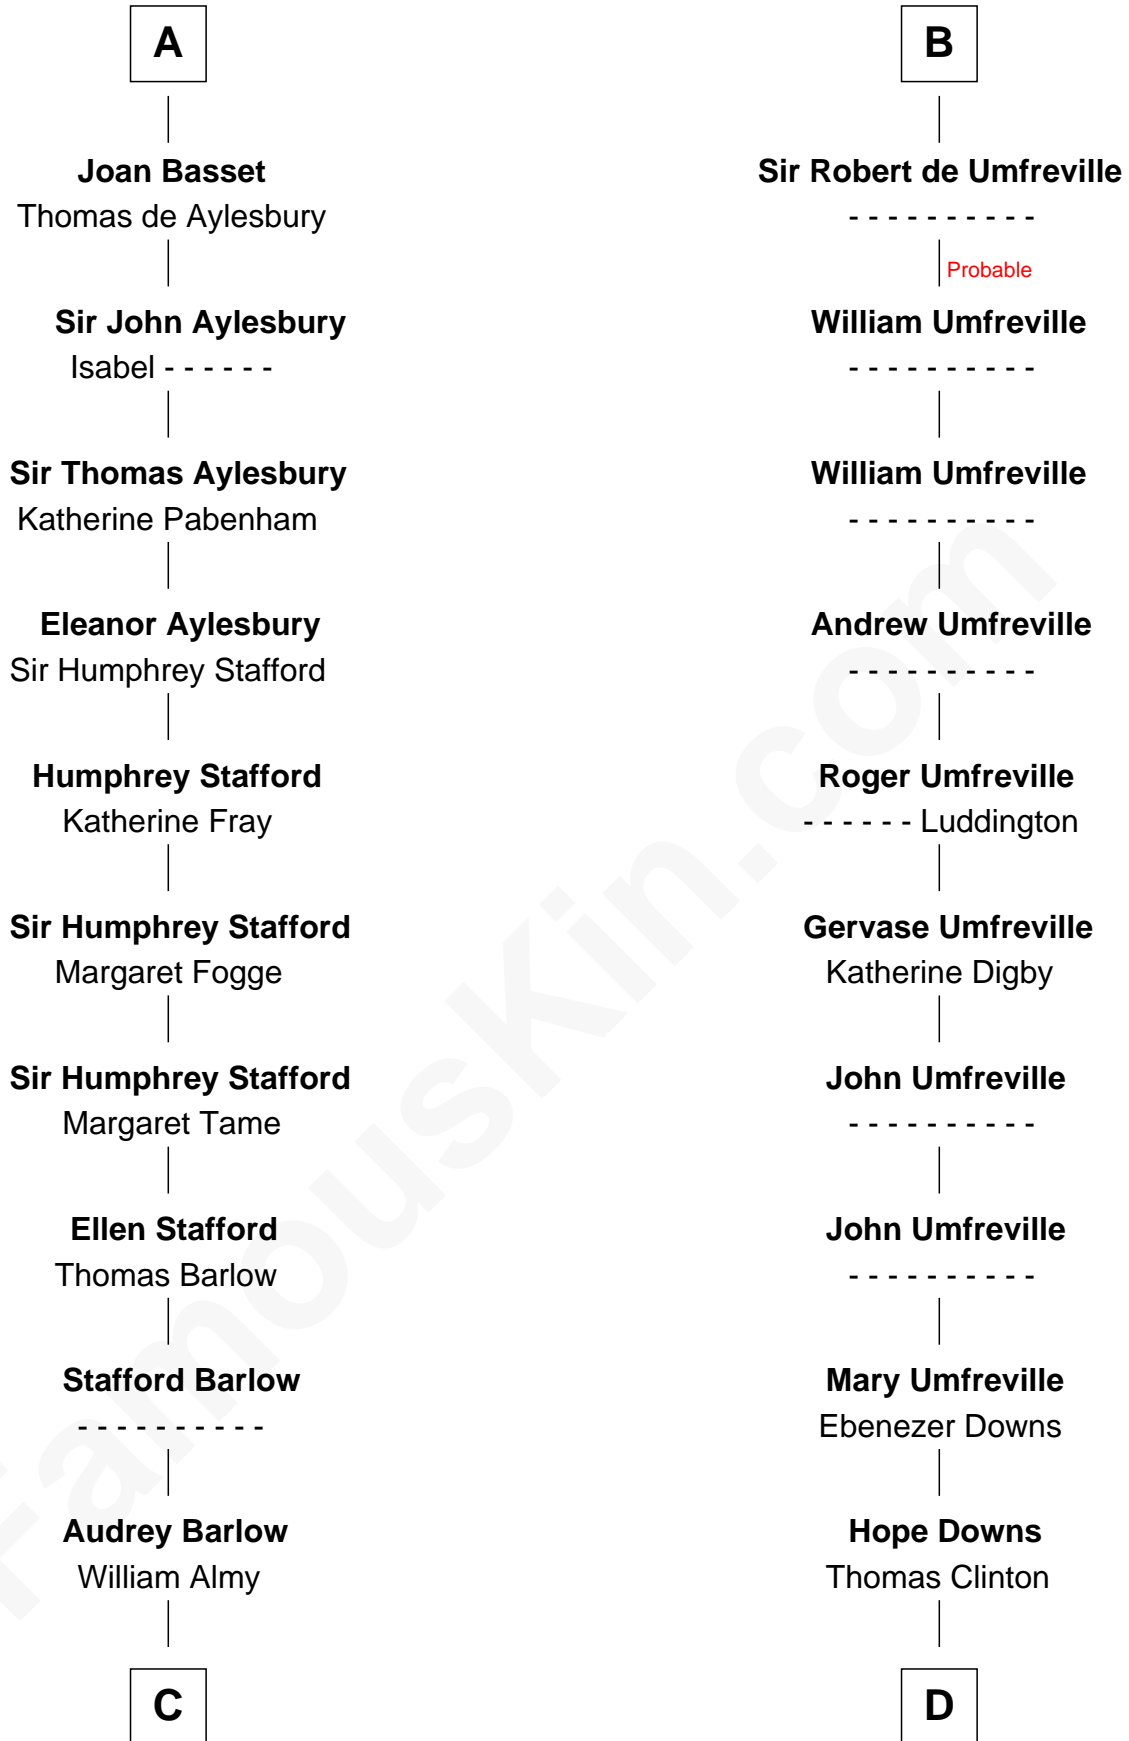 A
Joan Basset
Thomas de Aylesbury
Sir John Aylesbury
Isabel - - - - - -
Sir Thomas Aylesbury
Katherine Pabenham
Eleanor Aylesbury
Sir Humphrey Stafford
Humphrey Stafford
Katherine Fray
Sir Humphrey Stafford
Margaret Fogge
Sir Humphrey Stafford
Margaret Tame
Ellen Stafford
Thomas Barlow
Stafford Barlow
- - - - - - - - - -
Audrey Barlow
William Almy
C
B
Sir Robert de Umfreville
- - - - - - - - - -
Probable
William Umfreville
- - - - - - - - - -
William Umfreville
- - - - - - - - - -
Andrew Umfreville
- - - - - - - - - -
Roger Umfreville
- - - - - - Luddington
Gervase Umfreville
Katherine Digby
John Umfreville
- - - - - - - - - -
John Umfreville
- - - - - - - - - -
Mary Umfreville
Ebenezer Downs
Hope Downs
Thomas Clinton
D
FamousKin.com